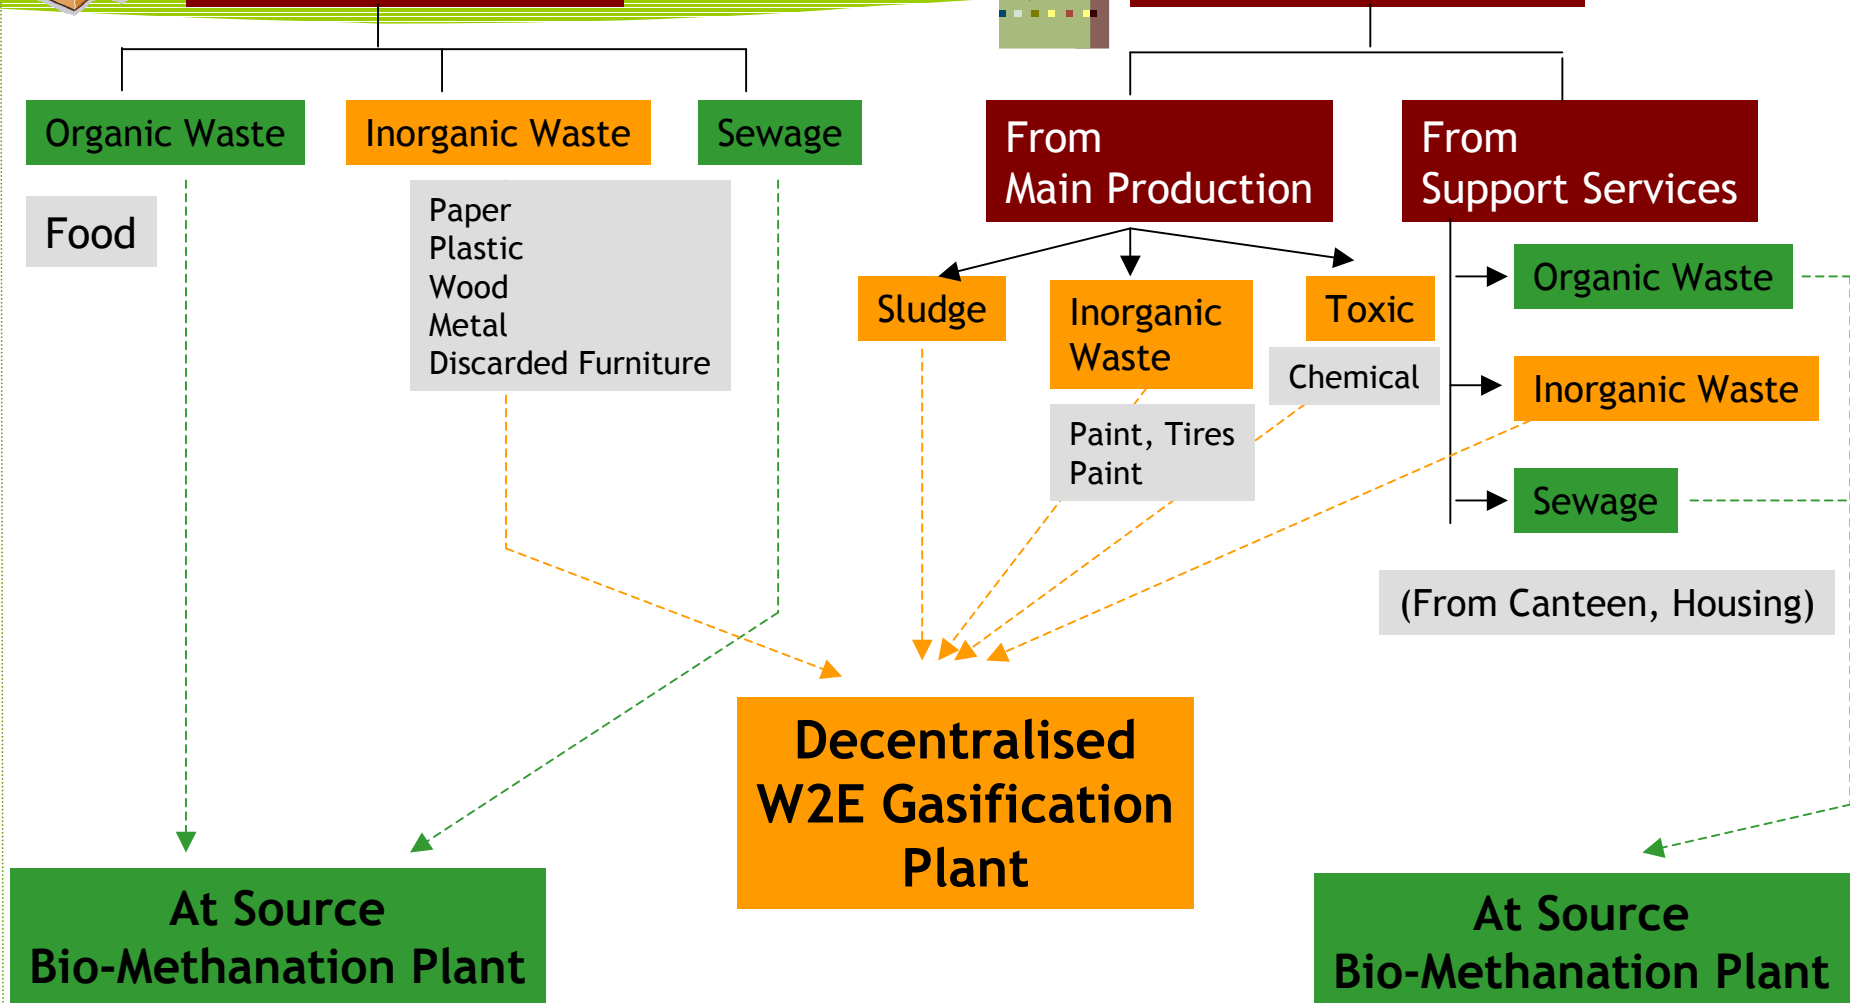 Organic Waste
Inorganic Waste
Sewage
Food
Paper
Plastic
Wood
Metal
Discarded Furniture
From
Main Production
From
Support Services
Sludge
Inorganic
Waste
Toxic
Chemical
Paint, Tires
Paint
Organic Waste
Inorganic Waste
Sewage
(From Canteen, Housing)
Decentralised
W2E Gasification
Plant
At Source
Bio-Methanation Plant
At Source
Bio-Methanation Plant